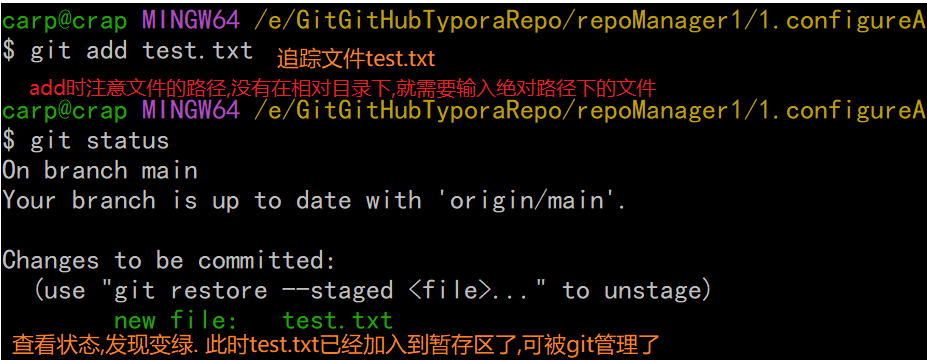 carp@crap MINGW64 /e/GitGitHubTyporaRepo/repoManager1/1.configureA
$ git add test.txt 追踪文件test.txt
add时注意文件的路径,没有在相对目录下,就需要输入绝对路径下的文件
carp@crap MINGW64 /e/GitGitHubTyporaRepo/repoManager1/1.configureA
$ git status
On branch main
Your branch is up to date with 'origin/main'.
Changes to be committed:
(use "git restore --staged <file>..." to unstage)
new file: test.txt
查看状态,发现变绿. 此时test.txt已经加入到暂存区了,可被git管理了